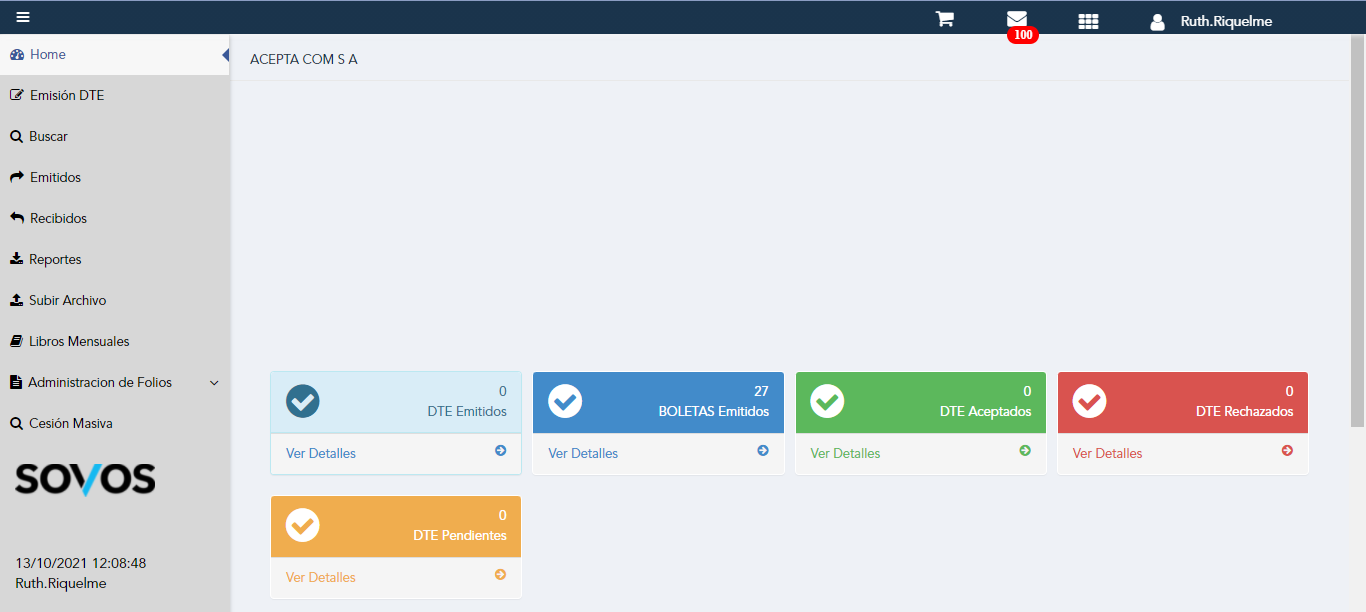 100
Ruth.Riquelme
Home
ACEPTA COM S A
Emisión DTE
Buscar
Emitidos
Recibidos
Reportes
Subir Archivo
Libros Mensuales
Administracion de Folios
Cesión Masiva
SOVOS
13/10/2021 12:08:48
Ruth.Riquelme
0
DTE Emitidos
Ver Detalles
27
BOLETAS Emitidos
Ver Detalles
0
DTE Aceptados
Ver Detalles
0
DTE Rechazados
Ver Detalles
0
DTE Pendientes
Ver Detalles